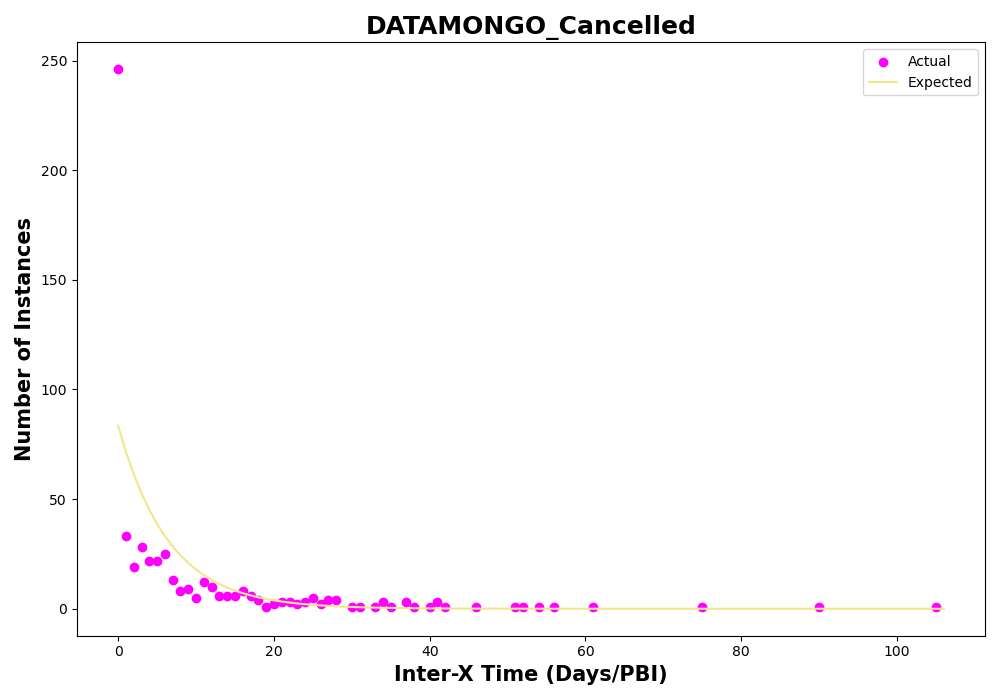 DATAMONGO_Cancelled
Actual
Expected
250
200
150
100
50
0
Number of Instances
0 20 40 60 80 100
Inter-X Time (Days/PBI)